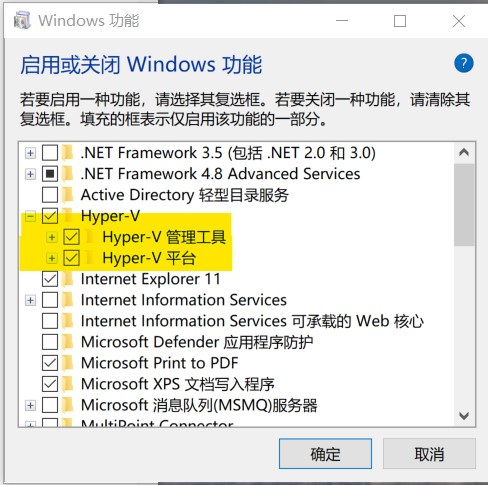 Windows 功能
启用或关闭 Windows 功能
若要启用一种功能，请选择其复选框。若要关闭一种功能，请清除其
复选框。填充的框表示仅启用该功能的一部分。
.NET Framework 3.5 (包括 .NET 2.0 和 3.0)
.NET Framework 4.8 Advanced Services
Active Directory 轻型目录服务
Hyper-V
Hyper-V 管理工具
Hyper-V 平台
Internet Explorer 11
Internet Information Services
Internet Information Services 可承载的 Web 核心
Microsoft Defender 应用程序防护
Microsoft Print to PDF
Microsoft XPS 文档写入程序
Microsoft 消息队列(MSMQ)服务器
MultiPoint Connector
确定
取消